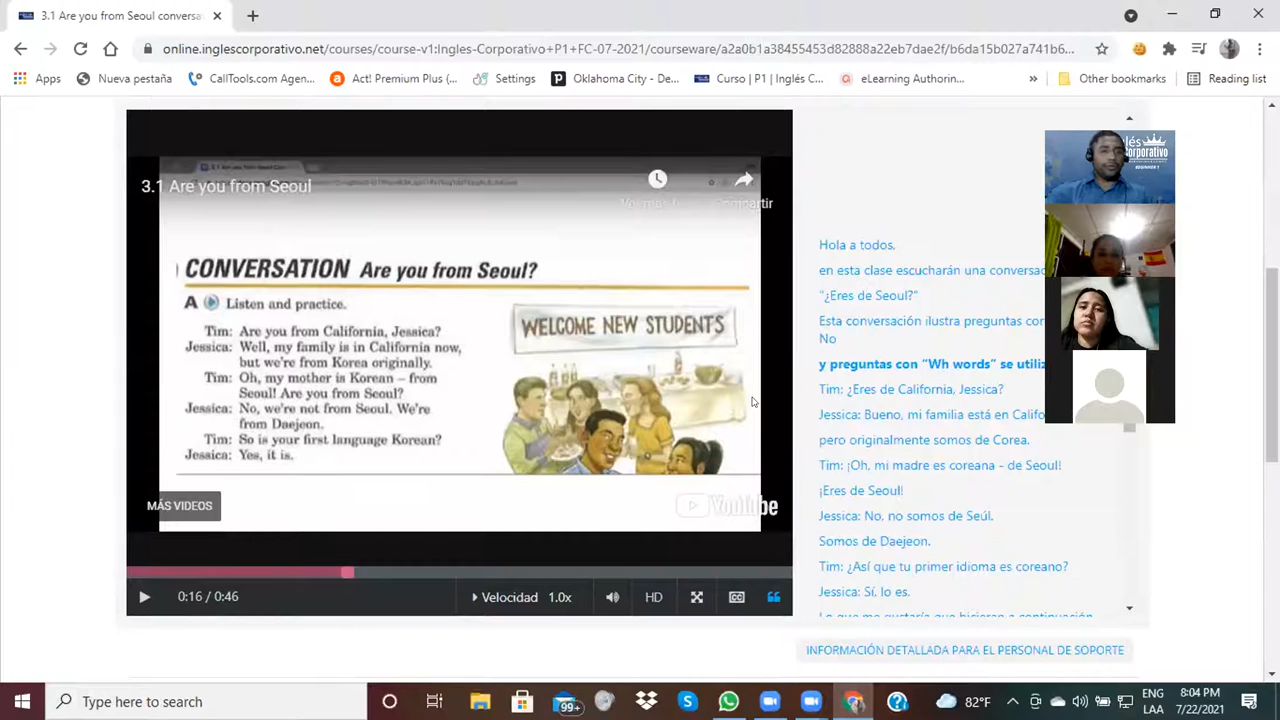 3.1 Are you from Seoul conversa
online.inglescorporativo.net/courses/course-v1:Ingles-Corporativo+P1+FC-07-2021/courseware/a2a0b1a38455453d82888a22eb7dae2f/b6da15b027a741b6...
Apps
Nueva pestaña
CallTools.com Agen...
Act! Premium Plus (...
Settings
Oklahoma City - De...
Curso | P1 | Inglés C...
eLearning Authorin...
»
Other bookmarks
Reading list
3.1 Are you from Seoul
Compartir
CONVERSATION Are you from Seoul?
A Listen and practice.
Tim: Are you from California, Jessica?
Jessica: Well, my family is in California now,
but we're from Korea originally.
Tim: Oh, my mother is Korean – from
Seoul! Are you from Seoul?
Jessica: No, we're not from Seoul. We're
from Daejeon.
Tim: So is your first language Korean?
Jessica: Yes, it is.
WELCOME NEW STUDENTS
MÁS VIDEOS
YouTube
0:16 / 0:46
Velocidad 1.0x
HD
Hola a todos,
en esta clase escucharán una conversa
"¿Eres de Seoul?"
Esta conversación ilustra preguntas con
No
y preguntas con "Wh words" se utiliz
Tim: ¿Eres de California, Jessica?
Jessica: Bueno, mi familia está en Califo
pero originalmente somos de Corea.
Tim: ¡Oh, mi madre es coreana - de Seoul!
¡Eres de Seoul!
Jessica: No, no somos de Seúl.
Somos de Daejeon.
Tim: ¿Así que tu primer idioma es coreano?
Jessica: Sí, lo es.
Lo que me gustaría que hicieran a continuación
INFORMACIÓN DETALLADA PARA EL PERSONAL DE SOPORTE
lés
Corporativo
BEGINNER 1
Type here to search
99+
82°F
ENG
LAA
8:04 PM
7/22/2021